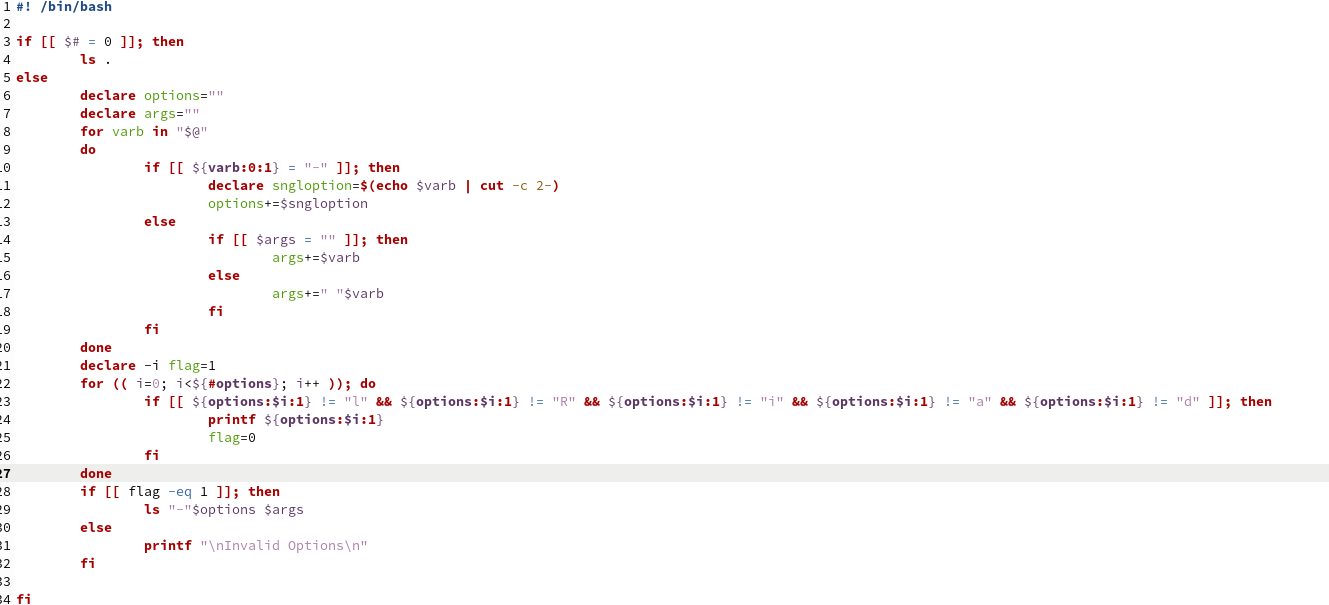 1 #! /bin/bash
2
3 if [[ $# = 0 ]]; then
4         ls .
5 else
6         declare options=""
7         declare args=""
8         for varb in "$@"
9         do
10                 if [[ ${varb:0:1} = "-" ]]; then
11                         declare sngloption=$(echo $varb | cut -c 2-)
12                         options+=$sngloption
13                 else
14                         if [[ $args = "" ]]; then
15                                 args+=$varb
16                         else
17                                 args+=" "$varb
18                         fi
19                 fi
20         done
21         declare -i flag=1
22         for (( i=0; i<${#options}; i++ )); do
23                 if [[ ${options:$i:1} != "l" && ${options:$i:1} != "R" && ${options:$i:1} != "i" && ${options:$i:1} != "a" && ${options:$i:1} != "d" ]]; then
24                         printf ${options:$i:1}
25                         flag=0
26                 fi
27         done
28         if [[ flag -eq 1 ]]; then
29                 ls "-"$options $args
30         else
31                 printf "\nInvalid Options\n"
32         fi
33
34 fi